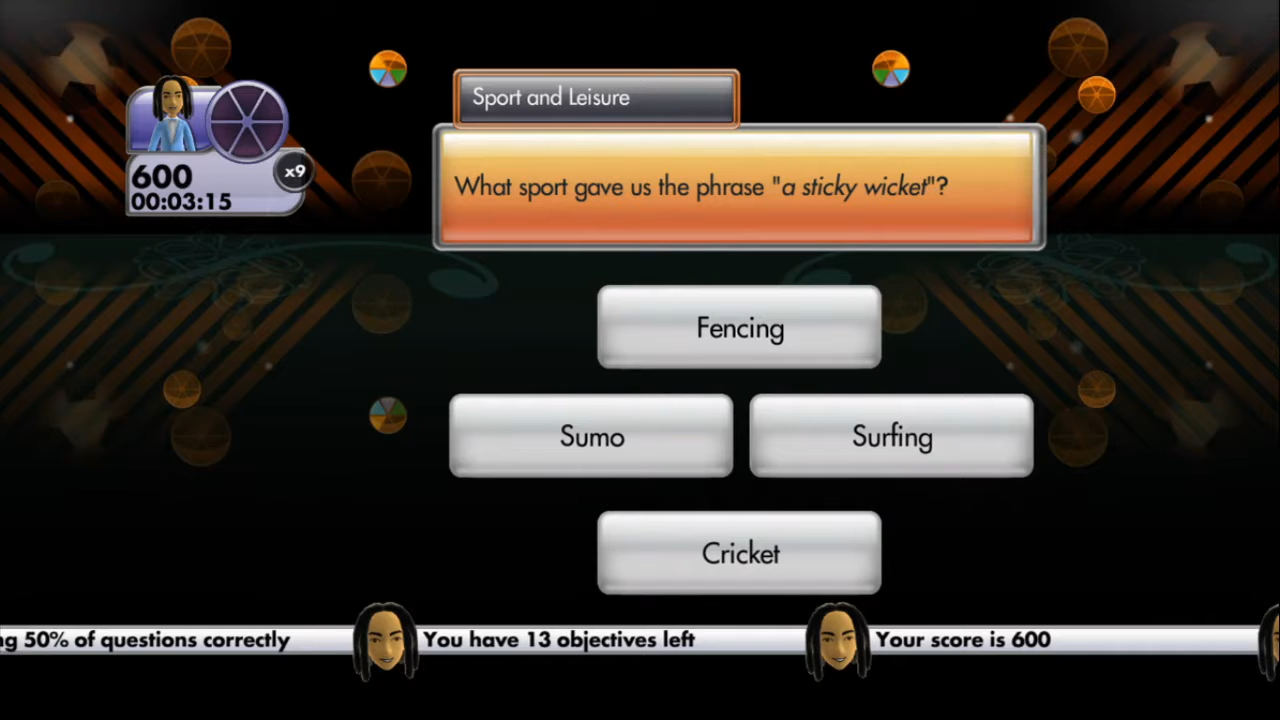 Sport and Leisure
What sport gave us the phrase "a sticky wicket"?
x9
600
00:03:15
Fencing
Sumo
Surfing
Cricket
ng 50% of questions correctly
You have 13 objectives left
Your score is 600